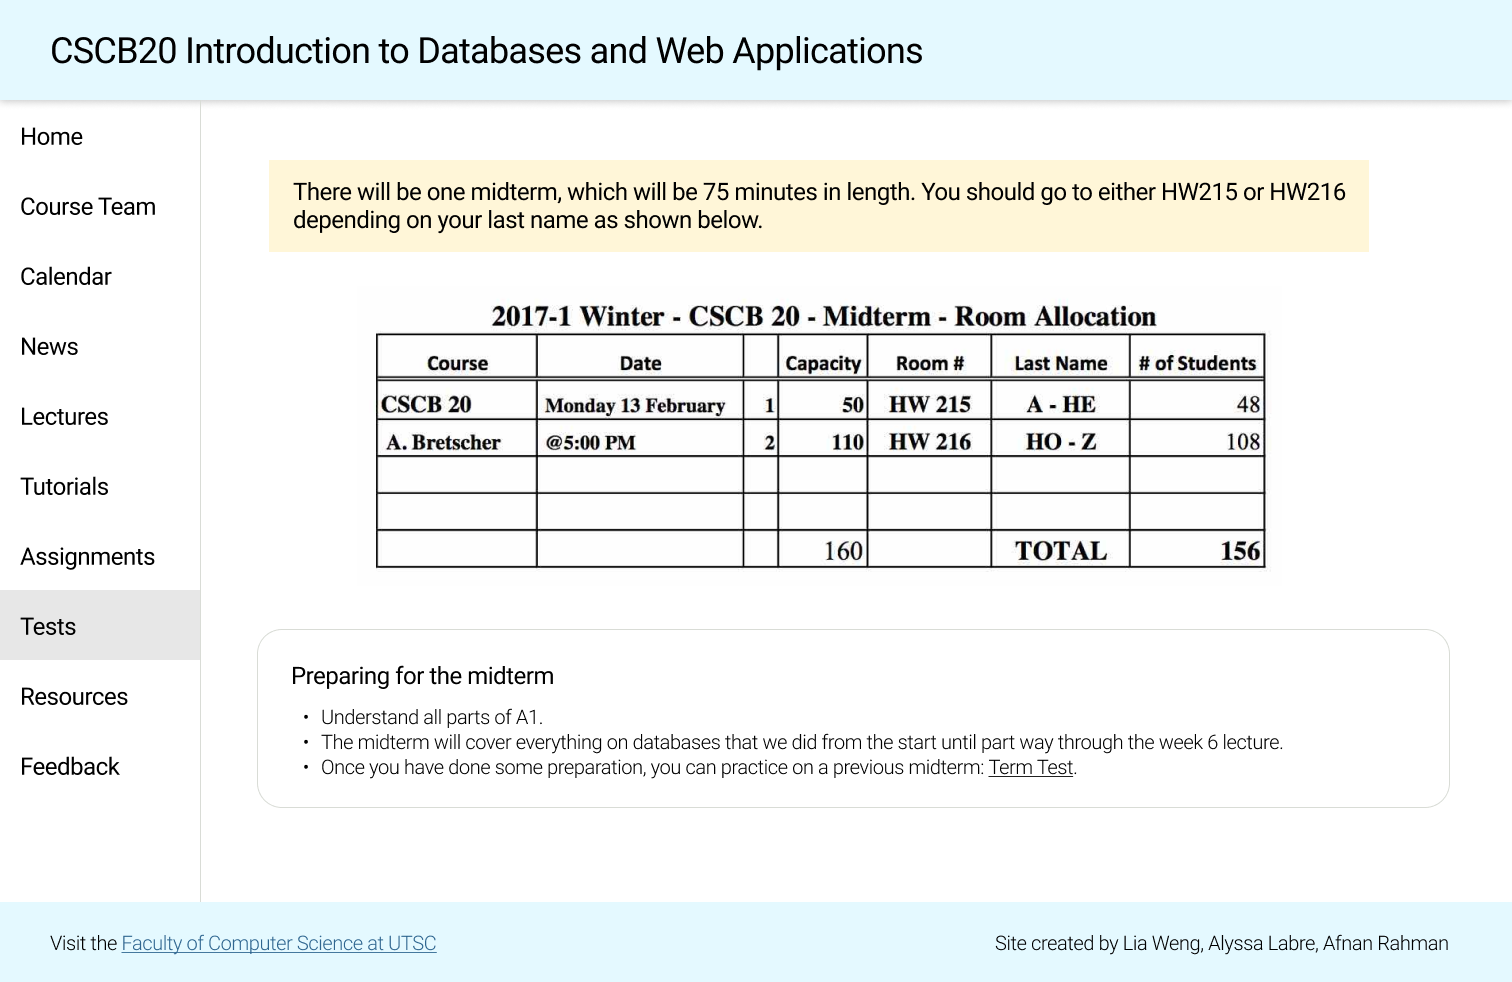 CSCB20 Introduction to Databases and Web Applications
Home
Course Team
Calendar
News
Lectures
Tutorials
Assignments
Tests
Resources
Feedback
There will be one midterm, which will be 75 minutes in length. You should go to either HW215 or HW216
depending on your last name as shown below.
2017-1 Winter - CSCB 20 - Midterm - Room Allocation
Course Date Capacity Room # Last Name # of Students
CSCB 20 Monday 13 February 1 50 HW 215 A - HE 48
A. Bretscher @5:00 PM 2 110 HW 216 HO - Z 108
160 TOTAL 156
Preparing for the midterm
• Understand all parts of A1.
• The midterm will cover everything on databases that we did from the start until part way through the week 6 lecture.
• Once you have done some preparation, you can practice on a previous midterm: Term Test.
Visit the Faculty of Computer Science at UTSC
Site created by Lia Weng, Alyssa Labre, Afnan Rahman